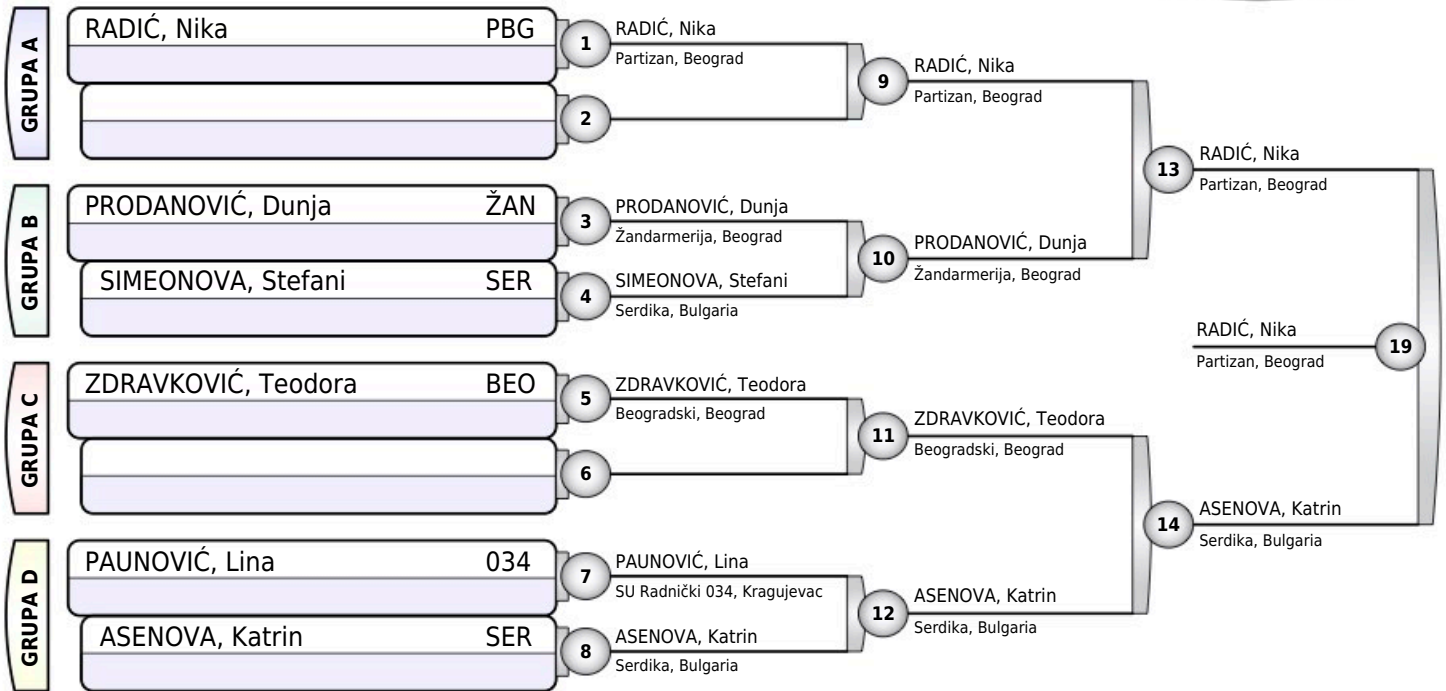 GRUPA A
RADIĆ, Nika PBG
1
RADIĆ, Nika
Partizan, Beograd
2
9
RADIĆ, Nika
Partizan, Beograd
GRUPA B
PRODANOVIĆ, Dunja ŽAN
3
PRODANOVIĆ, Dunja
Žandarmerija, Beograd
SIMEONOVA, Stefani SER
4
SIMEONOVA, Stefani
Serdika, Bulgaria
10
PRODANOVIĆ, Dunja
Žandarmerija, Beograd
13
RADIĆ, Nika
Partizan, Beograd
GRUPA C
ZDRAVKOVIĆ, Teodora BEO
5
ZDRAVKOVIĆ, Teodora
Beogradski, Beograd
6
11
ZDRAVKOVIĆ, Teodora
Beogradski, Beograd
GRUPA D
PAUNOVIĆ, Lina 034
7
PAUNOVIĆ, Lina
SU Radnički 034, Kragujevac
ASENOVA, Katrin SER
8
ASENOVA, Katrin
Serdika, Bulgaria
12
ASENOVA, Katrin
Serdika, Bulgaria
14
ASENOVA, Katrin
Serdika, Bulgaria
RADIĆ, Nika
Partizan, Beograd
19